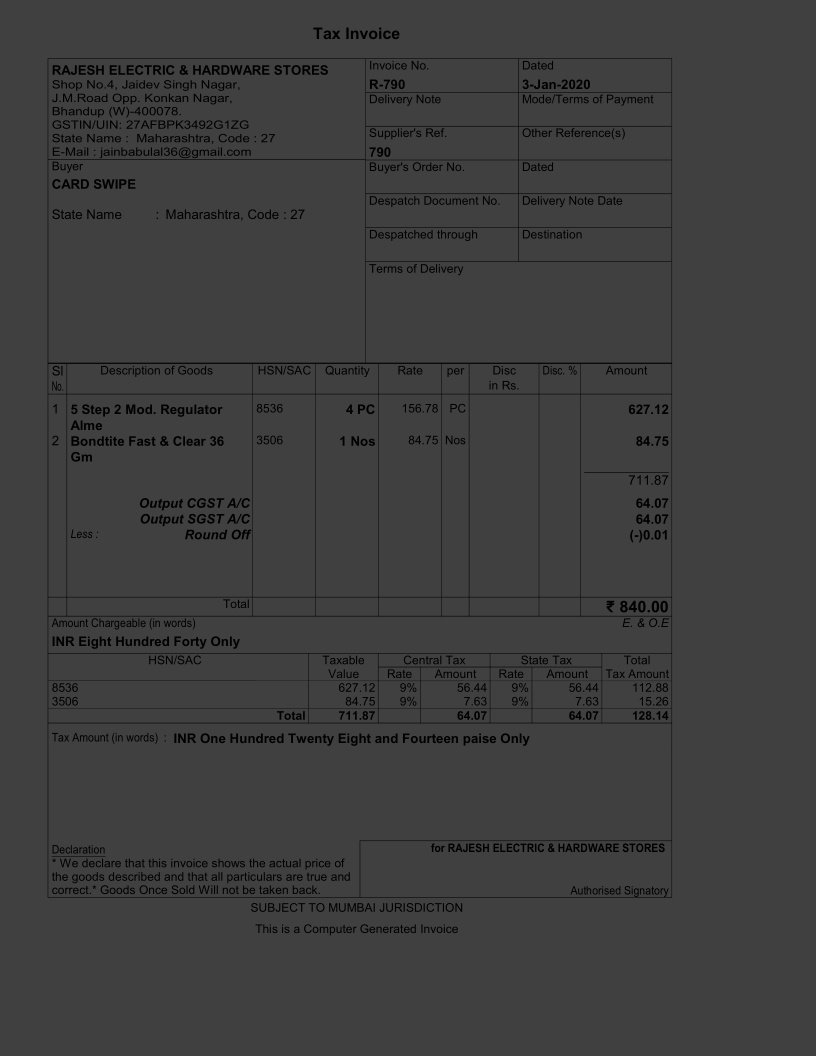 Tax Invoice
RAJESH ELECTRIC & HARDWARE STORES
Shop No.4, Jaidev Singh Nagar,
J.M.Road Opp. Konkan Nagar,
Bhandup (W)-400078.
GSTIN/UIN: 27AFBPK3492G1ZG
State Name : Maharashtra, Code : 27
E-Mail : jainbabulal36@gmail.com
Invoice No. Dated
R-790 3-Jan-2020
Delivery Note Mode/Terms of Payment
Supplier's Ref. Other Reference(s)
790
Buyer
CARD SWIPE
State Name : Maharashtra, Code : 27
Buyer's Order No. Dated
Despatch Document No. Delivery Note Date
Despatched through Destination
Terms of Delivery
Sl Description of Goods HSN/SAC Quantity Rate per Disc Disc. % Amount
No. in Rs.
1 5 Step 2 Mod. Regulator 8536 4 PC 156.78 PC 627.12
Alme
2 Bondtite Fast & Clear 36 3506 1 Nos 84.75 Nos 84.75
Gm
711.87
Output CGST A/C 64.07
Output SGST A/C 64.07
Less : Round Off (-)0.01
Total ₹ 840.00
Amount Chargeable (in words) E. & O.E
INR Eight Hundred Forty Only
HSN/SAC Taxable Central Tax State Tax Total
Value Rate Amount Rate Amount Tax Amount
8536 627.12 9% 56.44 9% 56.44 112.88
3506 84.75 9% 7.63 9% 7.63 15.26
Total 711.87 64.07 64.07 128.14
Tax Amount (in words) : INR One Hundred Twenty Eight and Fourteen paise Only
Declaration
* We declare that this invoice shows the actual price of
the goods described and that all particulars are true and
correct.* Goods Once Sold Will not be taken back.
for RAJESH ELECTRIC & HARDWARE STORES
Authorised Signatory
SUBJECT TO MUMBAI JURISDICTION
This is a Computer Generated Invoice